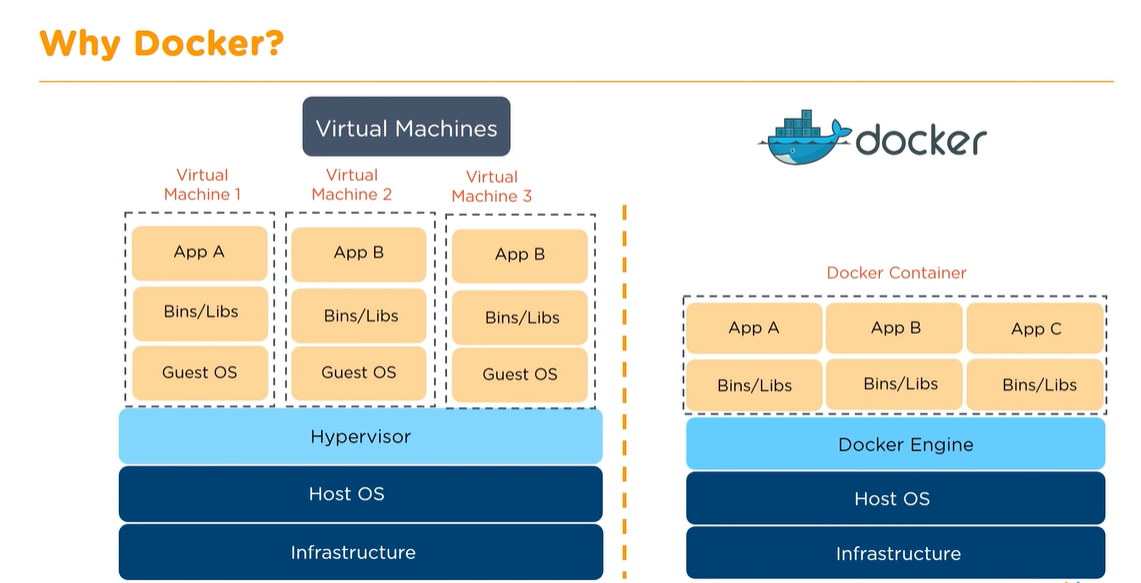 Why Docker?
Virtual Machines
docker
Virtual
Machine 1
Virtual
Machine 2
Virtual
Machine 3
App A
App B
App B
Bins/Libs
Bins/Libs
Bins/Libs
Guest OS
Guest OS
Guest OS
Hypervisor
Host OS
Infrastructure
Docker Container
App A
App B
App C
Bins/Libs
Bins/Libs
Bins/Libs
Docker Engine
Host OS
Infrastructure